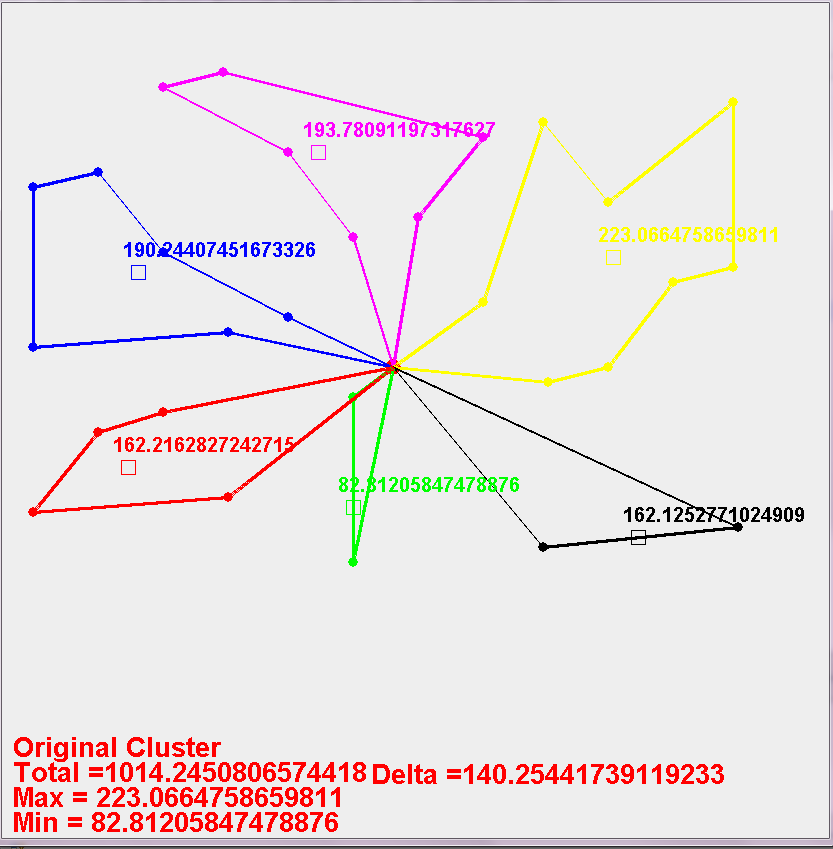 193.78091197317627
223.0664758659811
190.24407451673326
162.2162827242715
82.81205847478876
162.1252771024909
Original Cluster
Total =1014.2450806574418 Delta =140.25441739119233
Max = 223.0664758659811
Min = 82.81205847478876